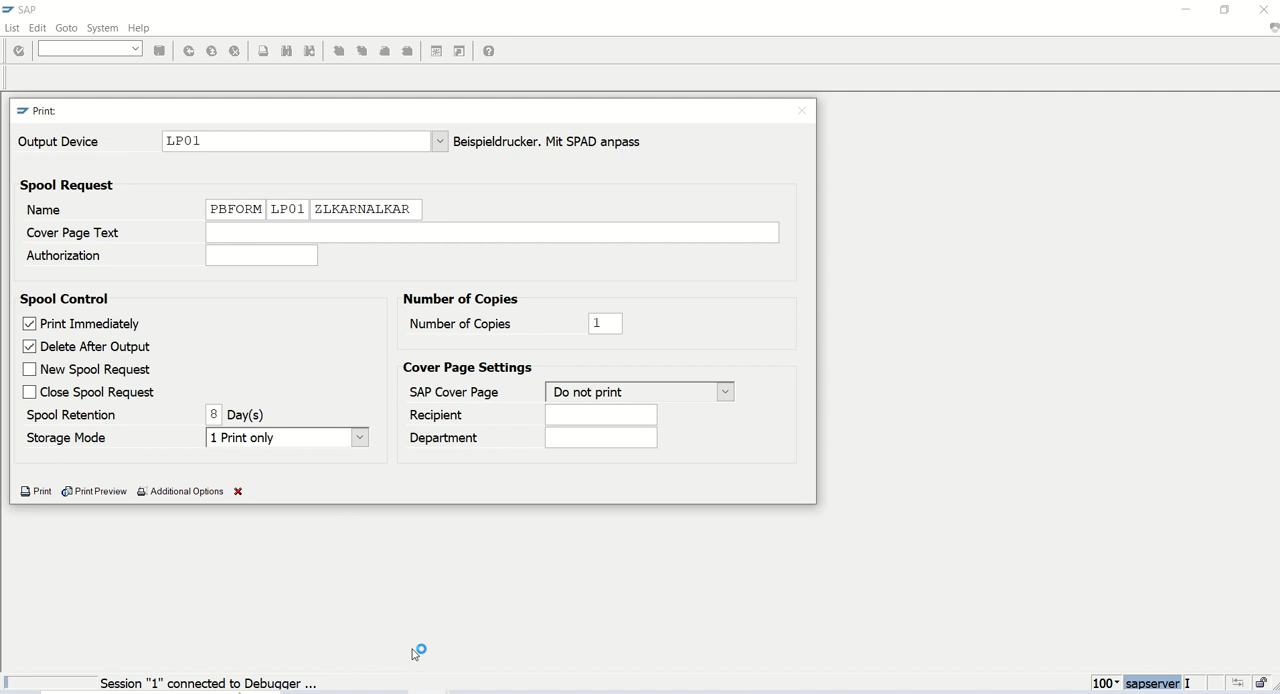 SAP
List Edit Goto System Help
Print:
Output Device LP01 Beispieldrucker. Mit SPAD anpass
Spool Request
Name PBFORM LP01 ZLKARNALKAR
Cover Page Text
Authorization
Spool Control
Print Immediately
Delete After Output
New Spool Request
Close Spool Request
Spool Retention 8 Day(s)
Storage Mode 1 Print only
Number of Copies
Number of Copies 1
Cover Page Settings
SAP Cover Page Do not print
Recipient
Department
Print Print Preview Additional Options
Session "1" connected to Debugger ... 100 sapserver